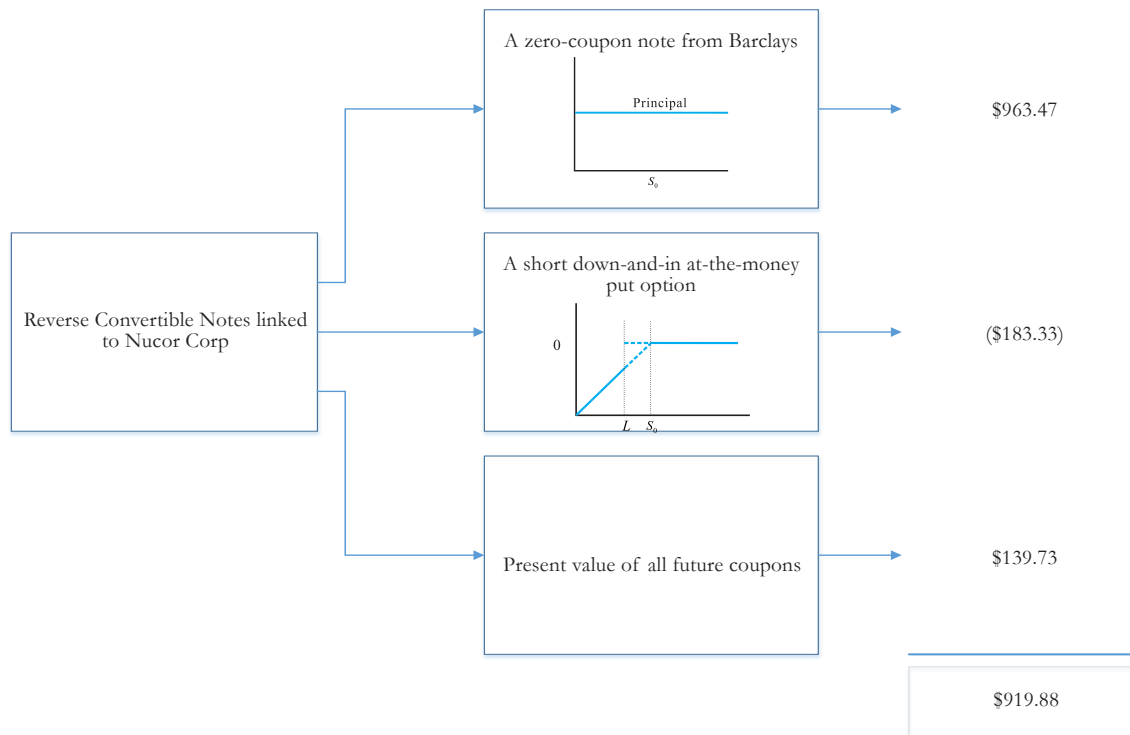 A zero-coupon note from Barclays
Principal
S₀
$963.47
Reverse Convertible Notes linked
to Nucor Corp
A short down-and-in at-the-money
put option
0
L
S₀
($183.33)
Present value of all future coupons
$139.73
$919.88